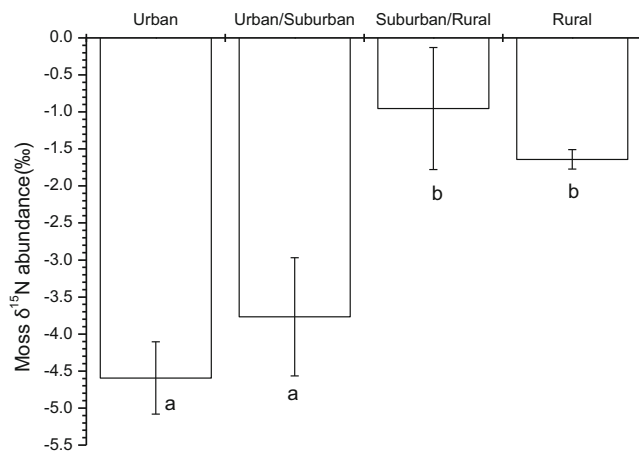 Urban Urban/Suburban Suburban/Rural Rural
0.0
-0.5
-1.0
-1.5
-2.0
-2.5
-3.0
-3.5
-4.0
-4.5
-5.0
-5.5
Moss δ¹⁵N abundance(‰)
a
a
b
b